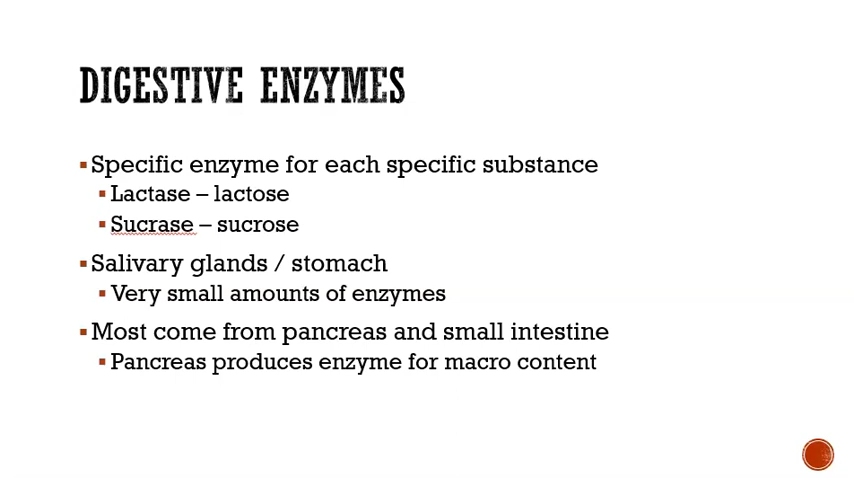 DIGESTIVE ENZYMES
▪Specific enzyme for each specific substance
▪Lactase – lactose
▪Sucrase – sucrose
▪Salivary glands / stomach
▪Very small amounts of enzymes
▪Most come from pancreas and small intestine
▪Pancreas produces enzyme for macro content